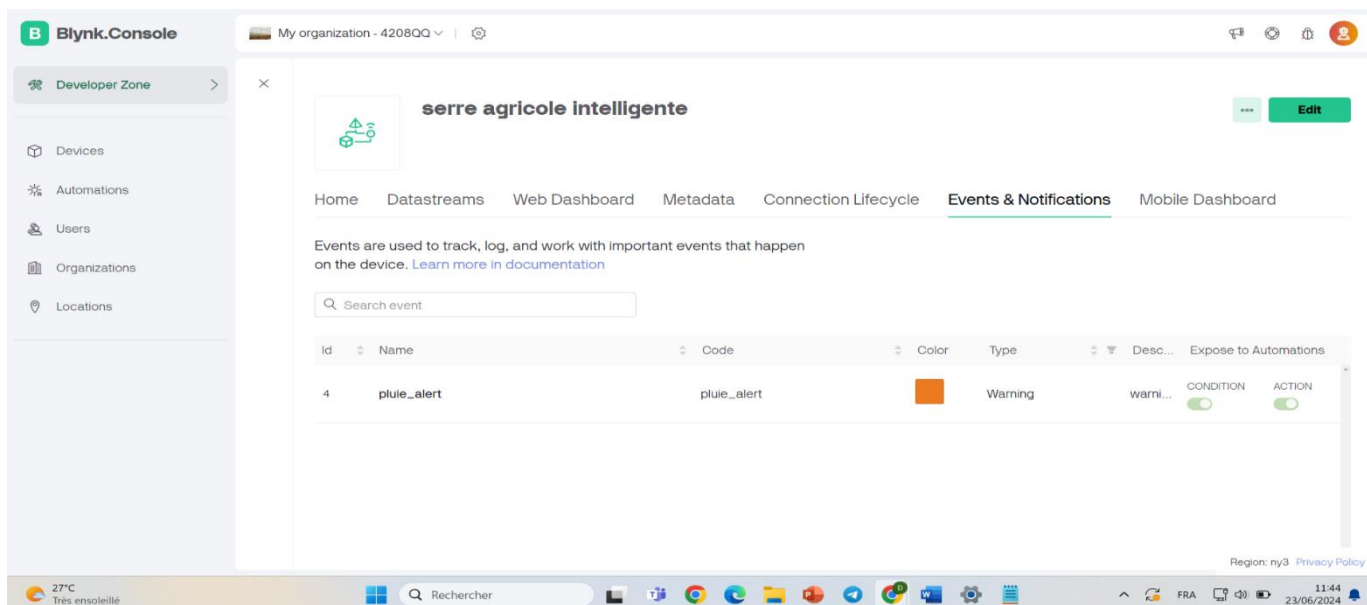 B Blynk.Console
My organization - 4208QQ
Developer Zone
Devices
Automations
Users
Organizations
Locations
serre agricole intelligente
... Edit
Home Datastreams Web Dashboard Metadata Connection Lifecycle Events & Notifications Mobile Dashboard
Events are used to track, log, and work with important events that happen
on the device. Learn more in documentation
Search event
Id Name Code Color Type Desc... Expose to Automations
4 pluie_alert pluie_alert Warning warni... CONDITION ACTION
Region: ny3 Privacy Policy
27°C
Très ensoleillé
Rechercher
FRA
11:44
23/06/2024